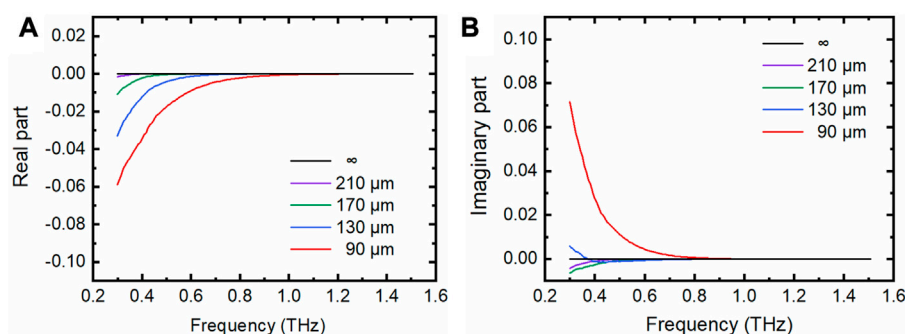 A
0.02
0.00
-0.02
-0.04
-0.06
-0.08
-0.10
Real part
∞
210 μm
170 μm
130 μm
90 μm
0.2 0.4 0.6 0.8 1.0 1.2 1.4 1.6
Frequency (THz)
B
0.10
0.08
0.06
0.04
0.02
0.00
Imaginary part
∞
210 μm
170 μm
130 μm
90 μm
0.2 0.4 0.6 0.8 1.0 1.2 1.4 1.6
Frequency (THz)